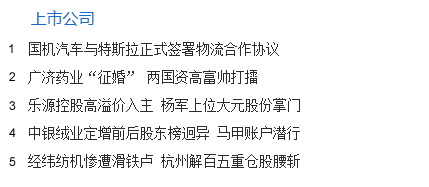 上市公司
1 国机汽车与特斯拉正式签署物流合作协议
2 广济药业“征婚” 两国资高富帅打擂
3 乐源控股高溢价入主 杨军上位大元股份掌门
4 中银绒业定增前后股东榜迥异 马甲账户潜行
5 经纬纺机惨遭滑铁卢 杭州解百五重仓股腰斩